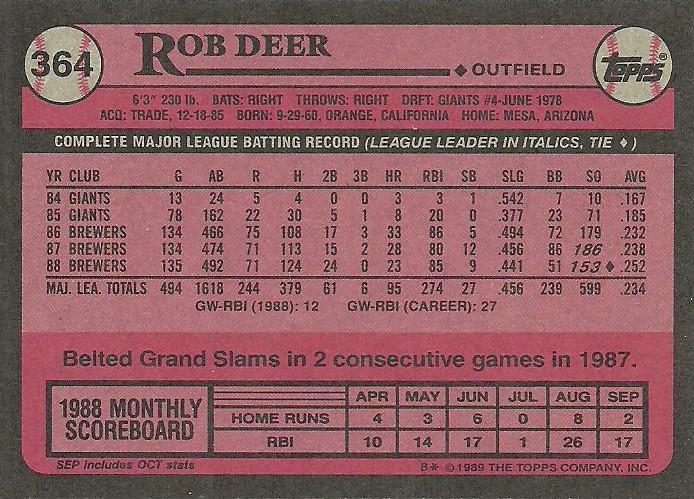 364
ROB DEER
OUTFIELD
TOPPS
6'3" 230 lb. BATS: RIGHT THROWS: RIGHT DRFT: GIANTS #4-JUNE 1978
ACQ: TRADE, 12-18-85 BORN: 9-29-60, ORANGE, CALIFORNIA HOME: MESA, ARIZONA
COMPLETE MAJOR LEAGUE BATTING RECORD (LEAGUE LEADER IN ITALICS, TIE ♦)
YR CLUB G AB R H 2B 3B HR RBI SB SLG BB SO AVG
84 GIANTS 13 24 5 4 0 0 3 3 1 .542 7 10 .167
85 GIANTS 78 162 22 30 5 1 8 20 0 .377 23 71 .185
86 BREWERS 134 466 75 108 17 3 33 86 5 .494 72 179 .232
87 BREWERS 134 474 71 113 15 2 28 80 12 .456 86 186 .238
88 BREWERS 135 492 71 124 24 0 23 85 9 .441 51 153 ♦ .252
MAJ. LEA. TOTALS 494 1618 244 379 61 6 95 274 27 .456 239 599 .234
GW-RBI (1988): 12 GW-RBI (CAREER): 27
Belted Grand Slams in 2 consecutive games in 1987.
1988 MONTHLY
SCOREBOARD
APR MAY JUN JUL AUG SEP
HOME RUNS 4 3 6 0 8 2
RBI 10 14 17 1 26 17
SEP includes OCT stats
B* ©1989 THE TOPPS COMPANY, INC.